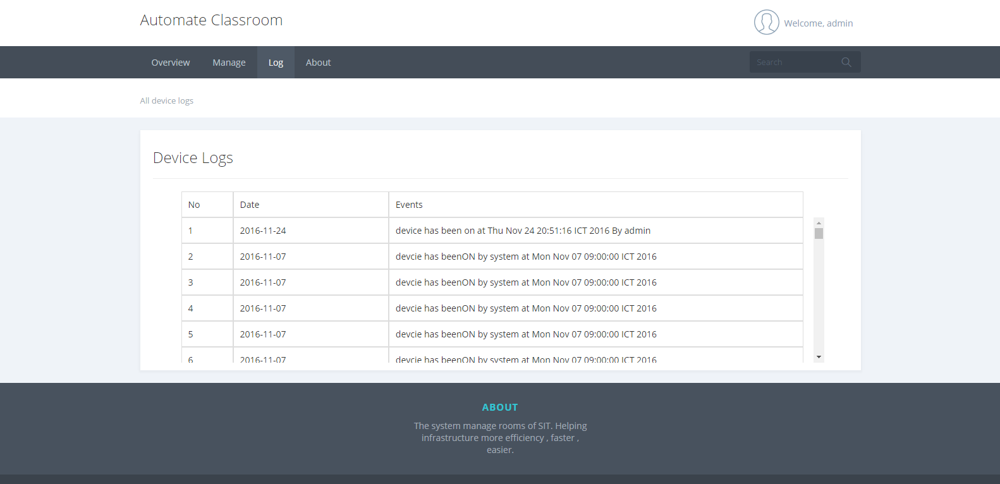 Automate Classroom
Welcome, admin
Overview Manage Log About Search
All device logs
Device Logs
No Date Events
1 2016-11-24 device has been on at Thu Nov 24 20:51:16 ICT 2016 By admin
2 2016-11-07 devcie has beenON by system at Mon Nov 07 09:00:00 ICT 2016
3 2016-11-07 devcie has beenON by system at Mon Nov 07 09:00:00 ICT 2016
4 2016-11-07 devcie has beenON by system at Mon Nov 07 09:00:00 ICT 2016
5 2016-11-07 devcie has beenON by system at Mon Nov 07 09:00:00 ICT 2016
6 2016-11-07 devcie has beenON by system at Mon Nov 07 09:00:00 ICT 2016
ABOUT
The system manage rooms of SIT. Helping
infrastructure more efficiency , faster ,
easier.